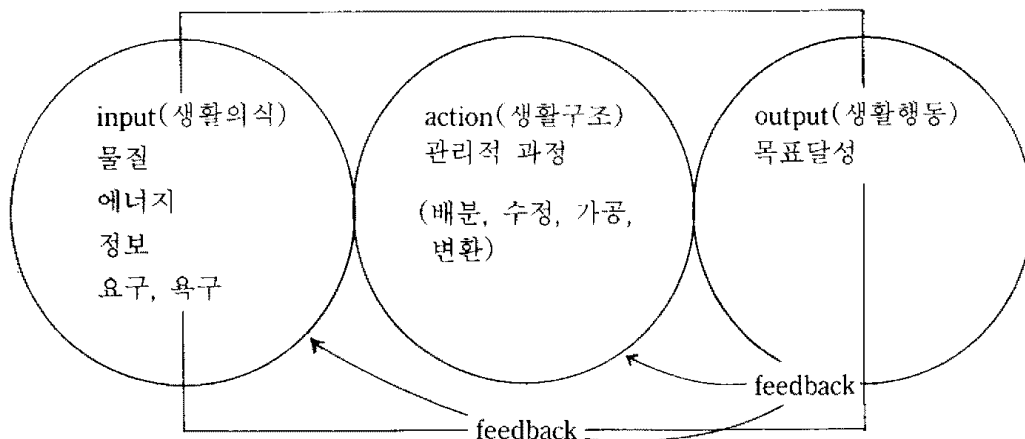 input(생활의식)
물질
에너지
정보
요구, 욕구
action(생활구조)
관리적 과정
(배분, 수정, 가공,
변환)
output(생활행동)
목표달성
feedback
feedback